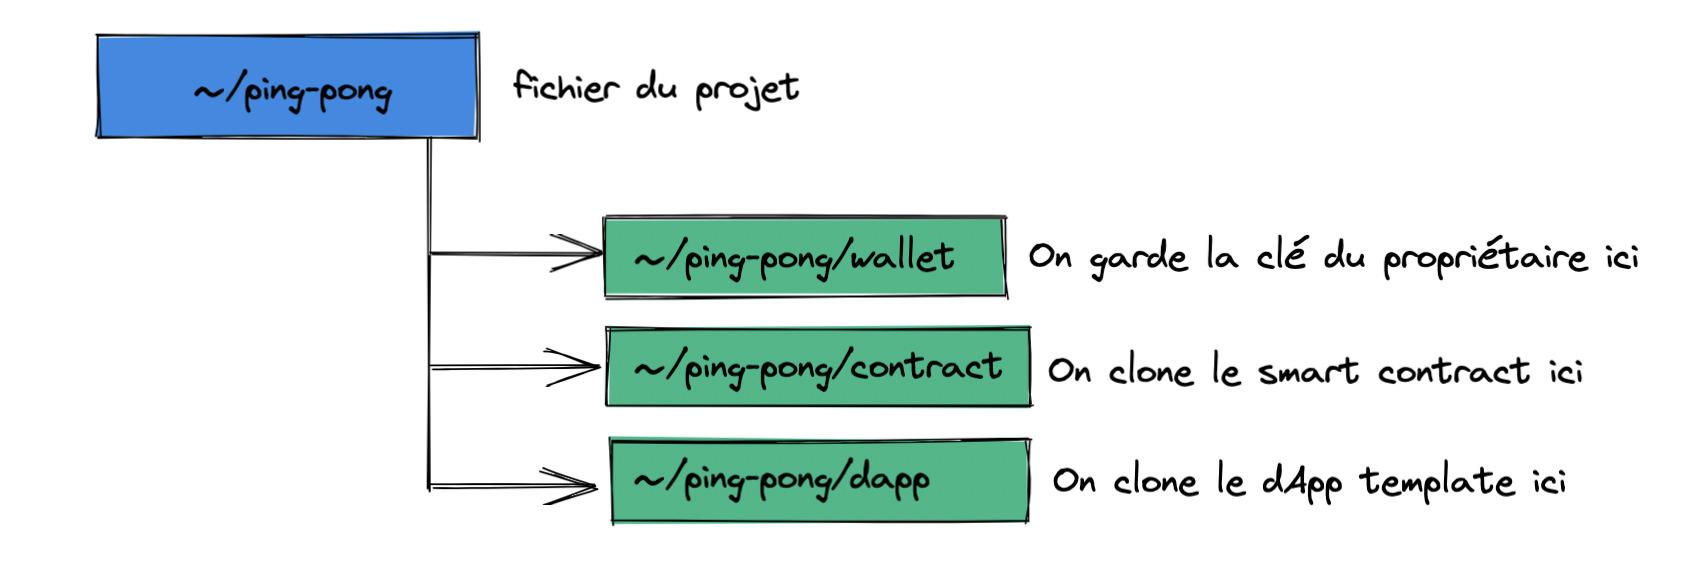 ~/ping-pong fichier du projet
~/ping-pong/wallet On garde la clé du propriétaire ici
~/ping-pong/contract On clone le smart contract ici
~/ping-pong/dapp On clone le dApp template ici